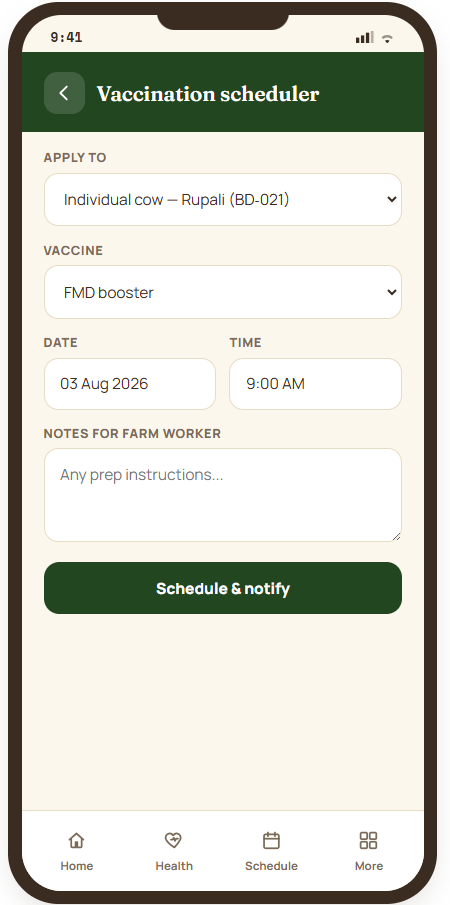 9:41
Vaccination scheduler
APPLY TO
Individual cow — Rupali (BD-021)
VACCINE
FMD booster
DATE TIME
03 Aug 2026 9:00 AM
NOTES FOR FARM WORKER
Any prep instructions...
Schedule & notify
Home Health Schedule More